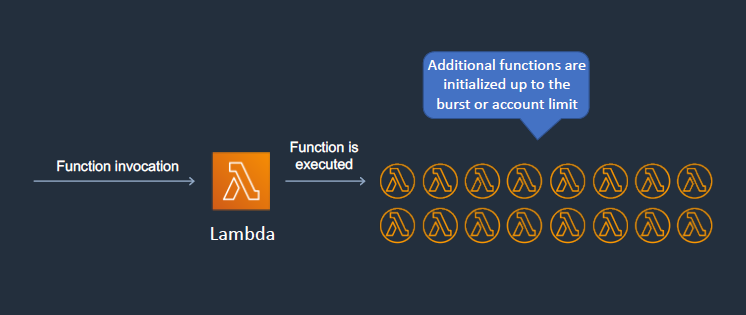 Additional functions are
initialized up to the
burst or account limit
Function invocation
Function is
executed
Lambda